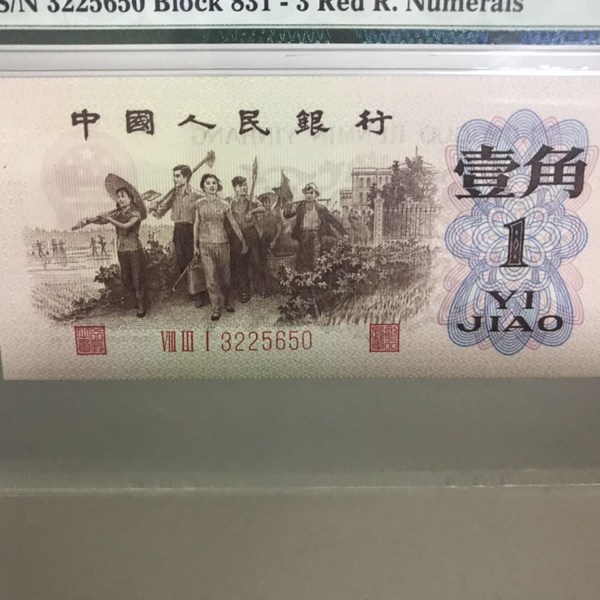 S/N 3225650 Block 831 - 3 Red R. Numerals
中國人民銀行
壹角
1
YI
JIAO
VIII III I 3225650